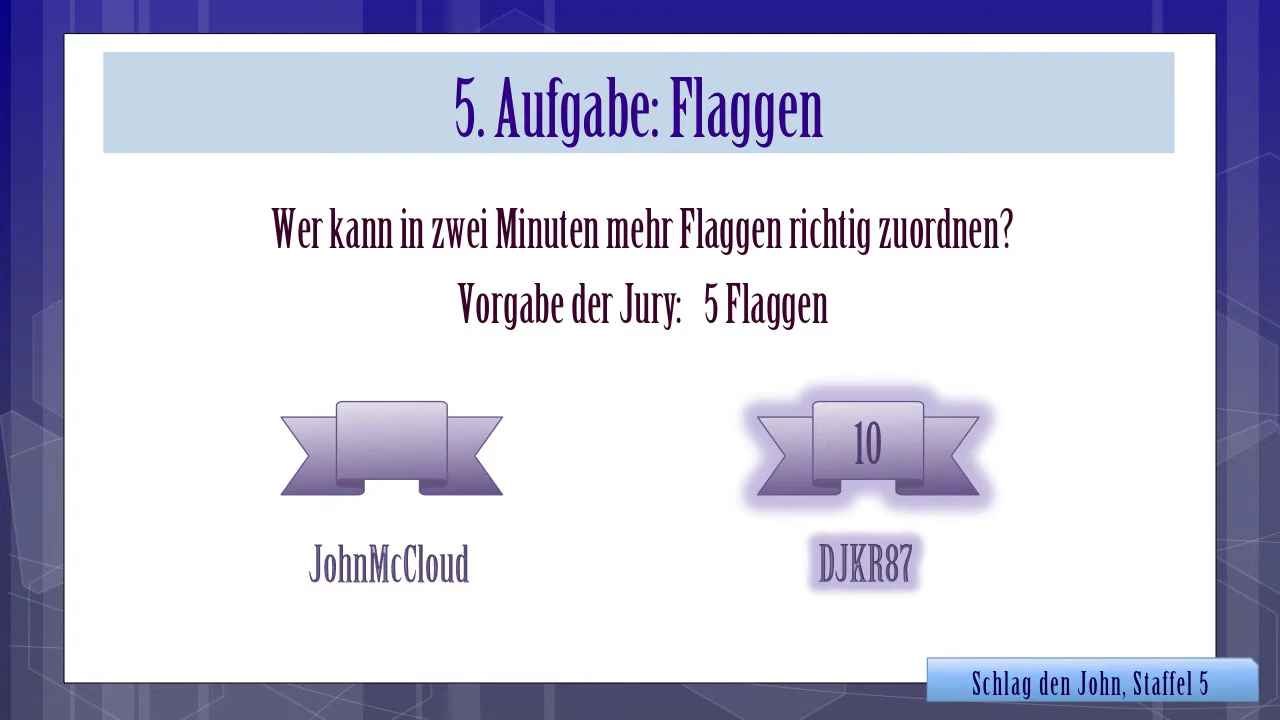 5. Aufgabe: Flaggen
Wer kann in zwei Minuten mehr Flaggen richtig zuordnen?
Vorgabe der Jury: 5 Flaggen
10
JohnMcCloud
DJKR87
Schlag den John, Staffel 5